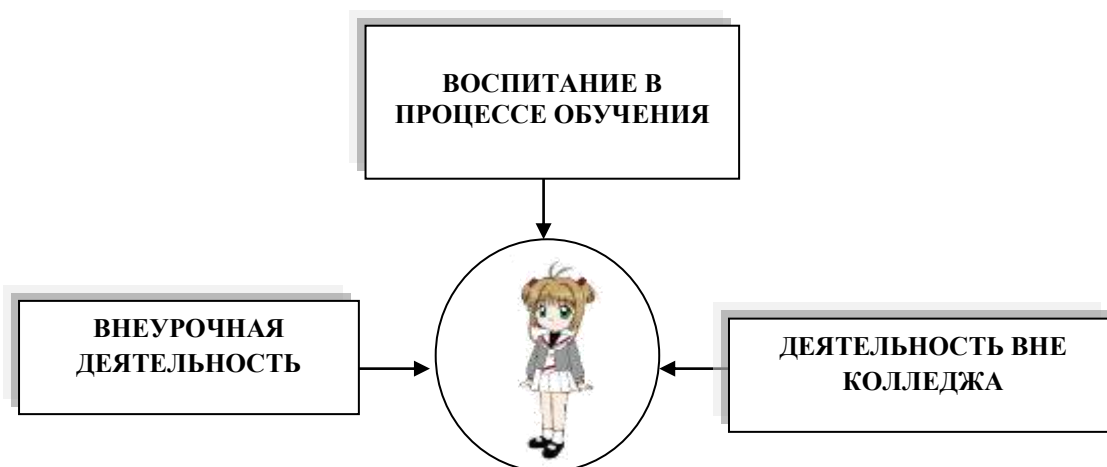 ВОСПИТАНИЕ В
ПРОЦЕССЕ ОБУЧЕНИЯ
ВНЕУРОЧНАЯ
ДЕЯТЕЛЬНОСТЬ
ДЕЯТЕЛЬНОСТЬ ВНЕ
КОЛЛЕДЖА